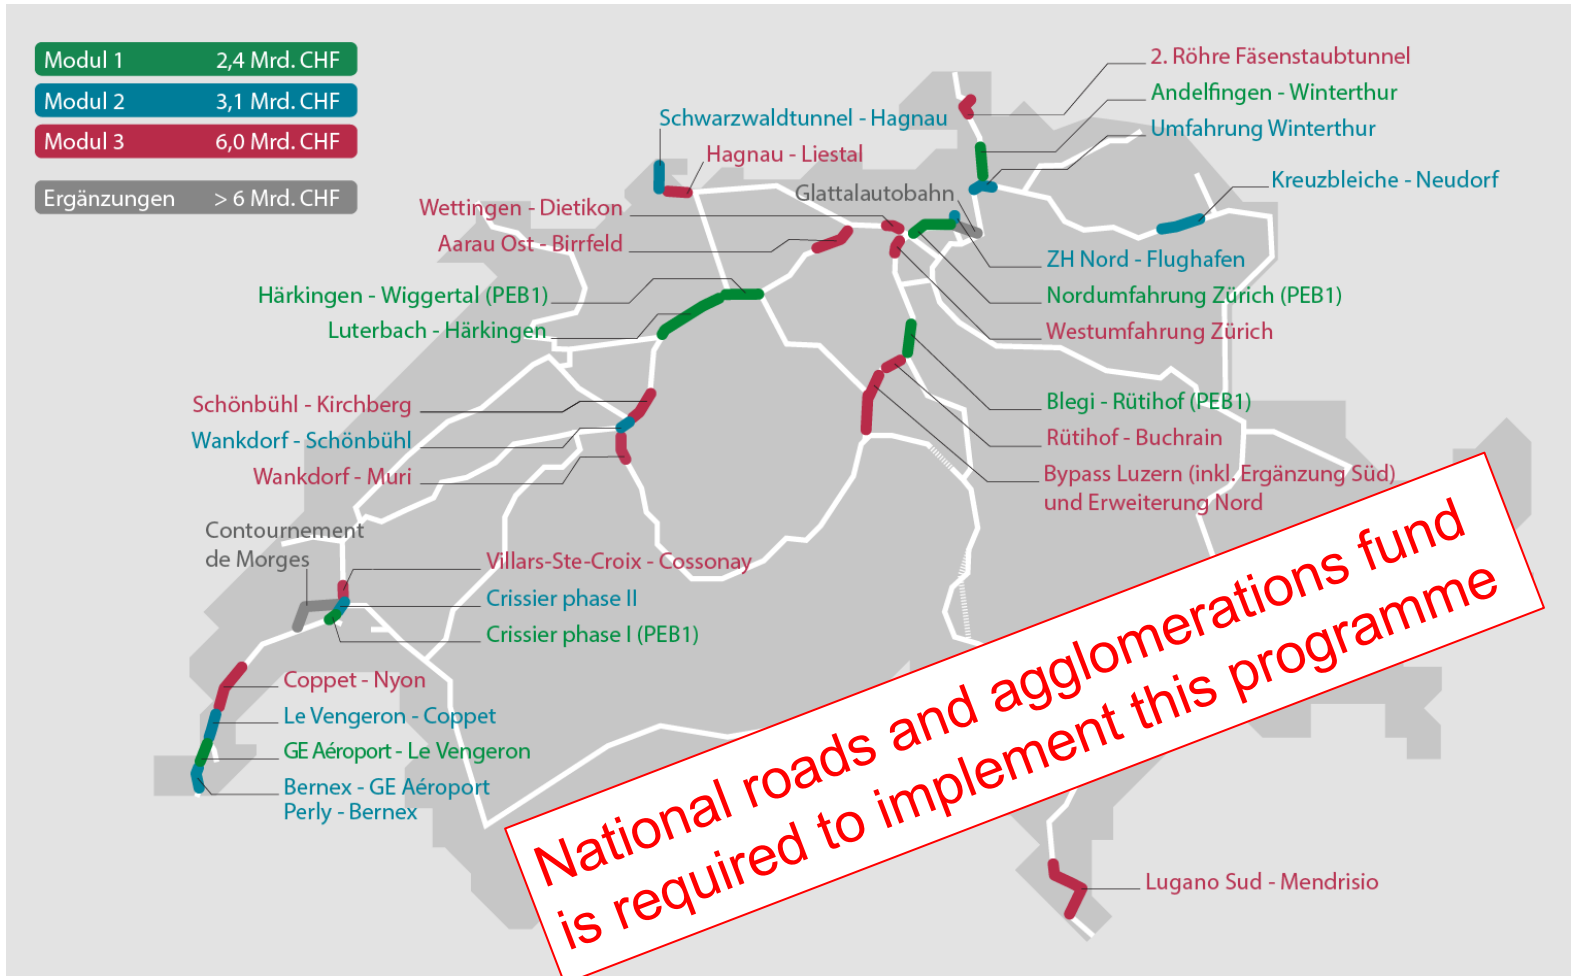 Modul 1 2,4 Mrd. CHF
Modul 2 3,1 Mrd. CHF
Modul 3 6,0 Mrd. CHF
Ergänzungen > 6 Mrd. CHF
2. Röhre Fäsenstaubtunnel
Andelfingen - Winterthur
Umfahrung Winterthur
Schwarzwaldtunnel - Hagnau
Hagnau - Liestal
Glattalautobahn
Kreuzbleiche - Neudorf
Wettingen - Dietikon
Aarau Ost - Birrfeld
ZH Nord - Flughafen
Härkingen - Wiggertal (PEB1)
Nordumfahrung Zürich (PEB1)
Luterbach - Härkingen
Westumfahrung Zürich
Schönbühl - Kirchberg
Blegi - Rütihof (PEB1)
Wankdorf - Schönbühl
Rütihof - Buchrain
Wankdorf - Muri
Bypass Luzern (inkl. Ergänzung Süd)
und Erweiterung Nord
Contournement
de Morges
Villars-Ste-Croix - Cossonay
Crissier phase II
Crissier phase I (PEB1)
Coppet - Nyon
Le Vengeron - Coppet
GE Aéroport - Le Vengeron
Bernex - GE Aéroport
Perly - Bernex
National roads and agglomerations fund
is required to implement this programme
Lugano Sud - Mendrisio